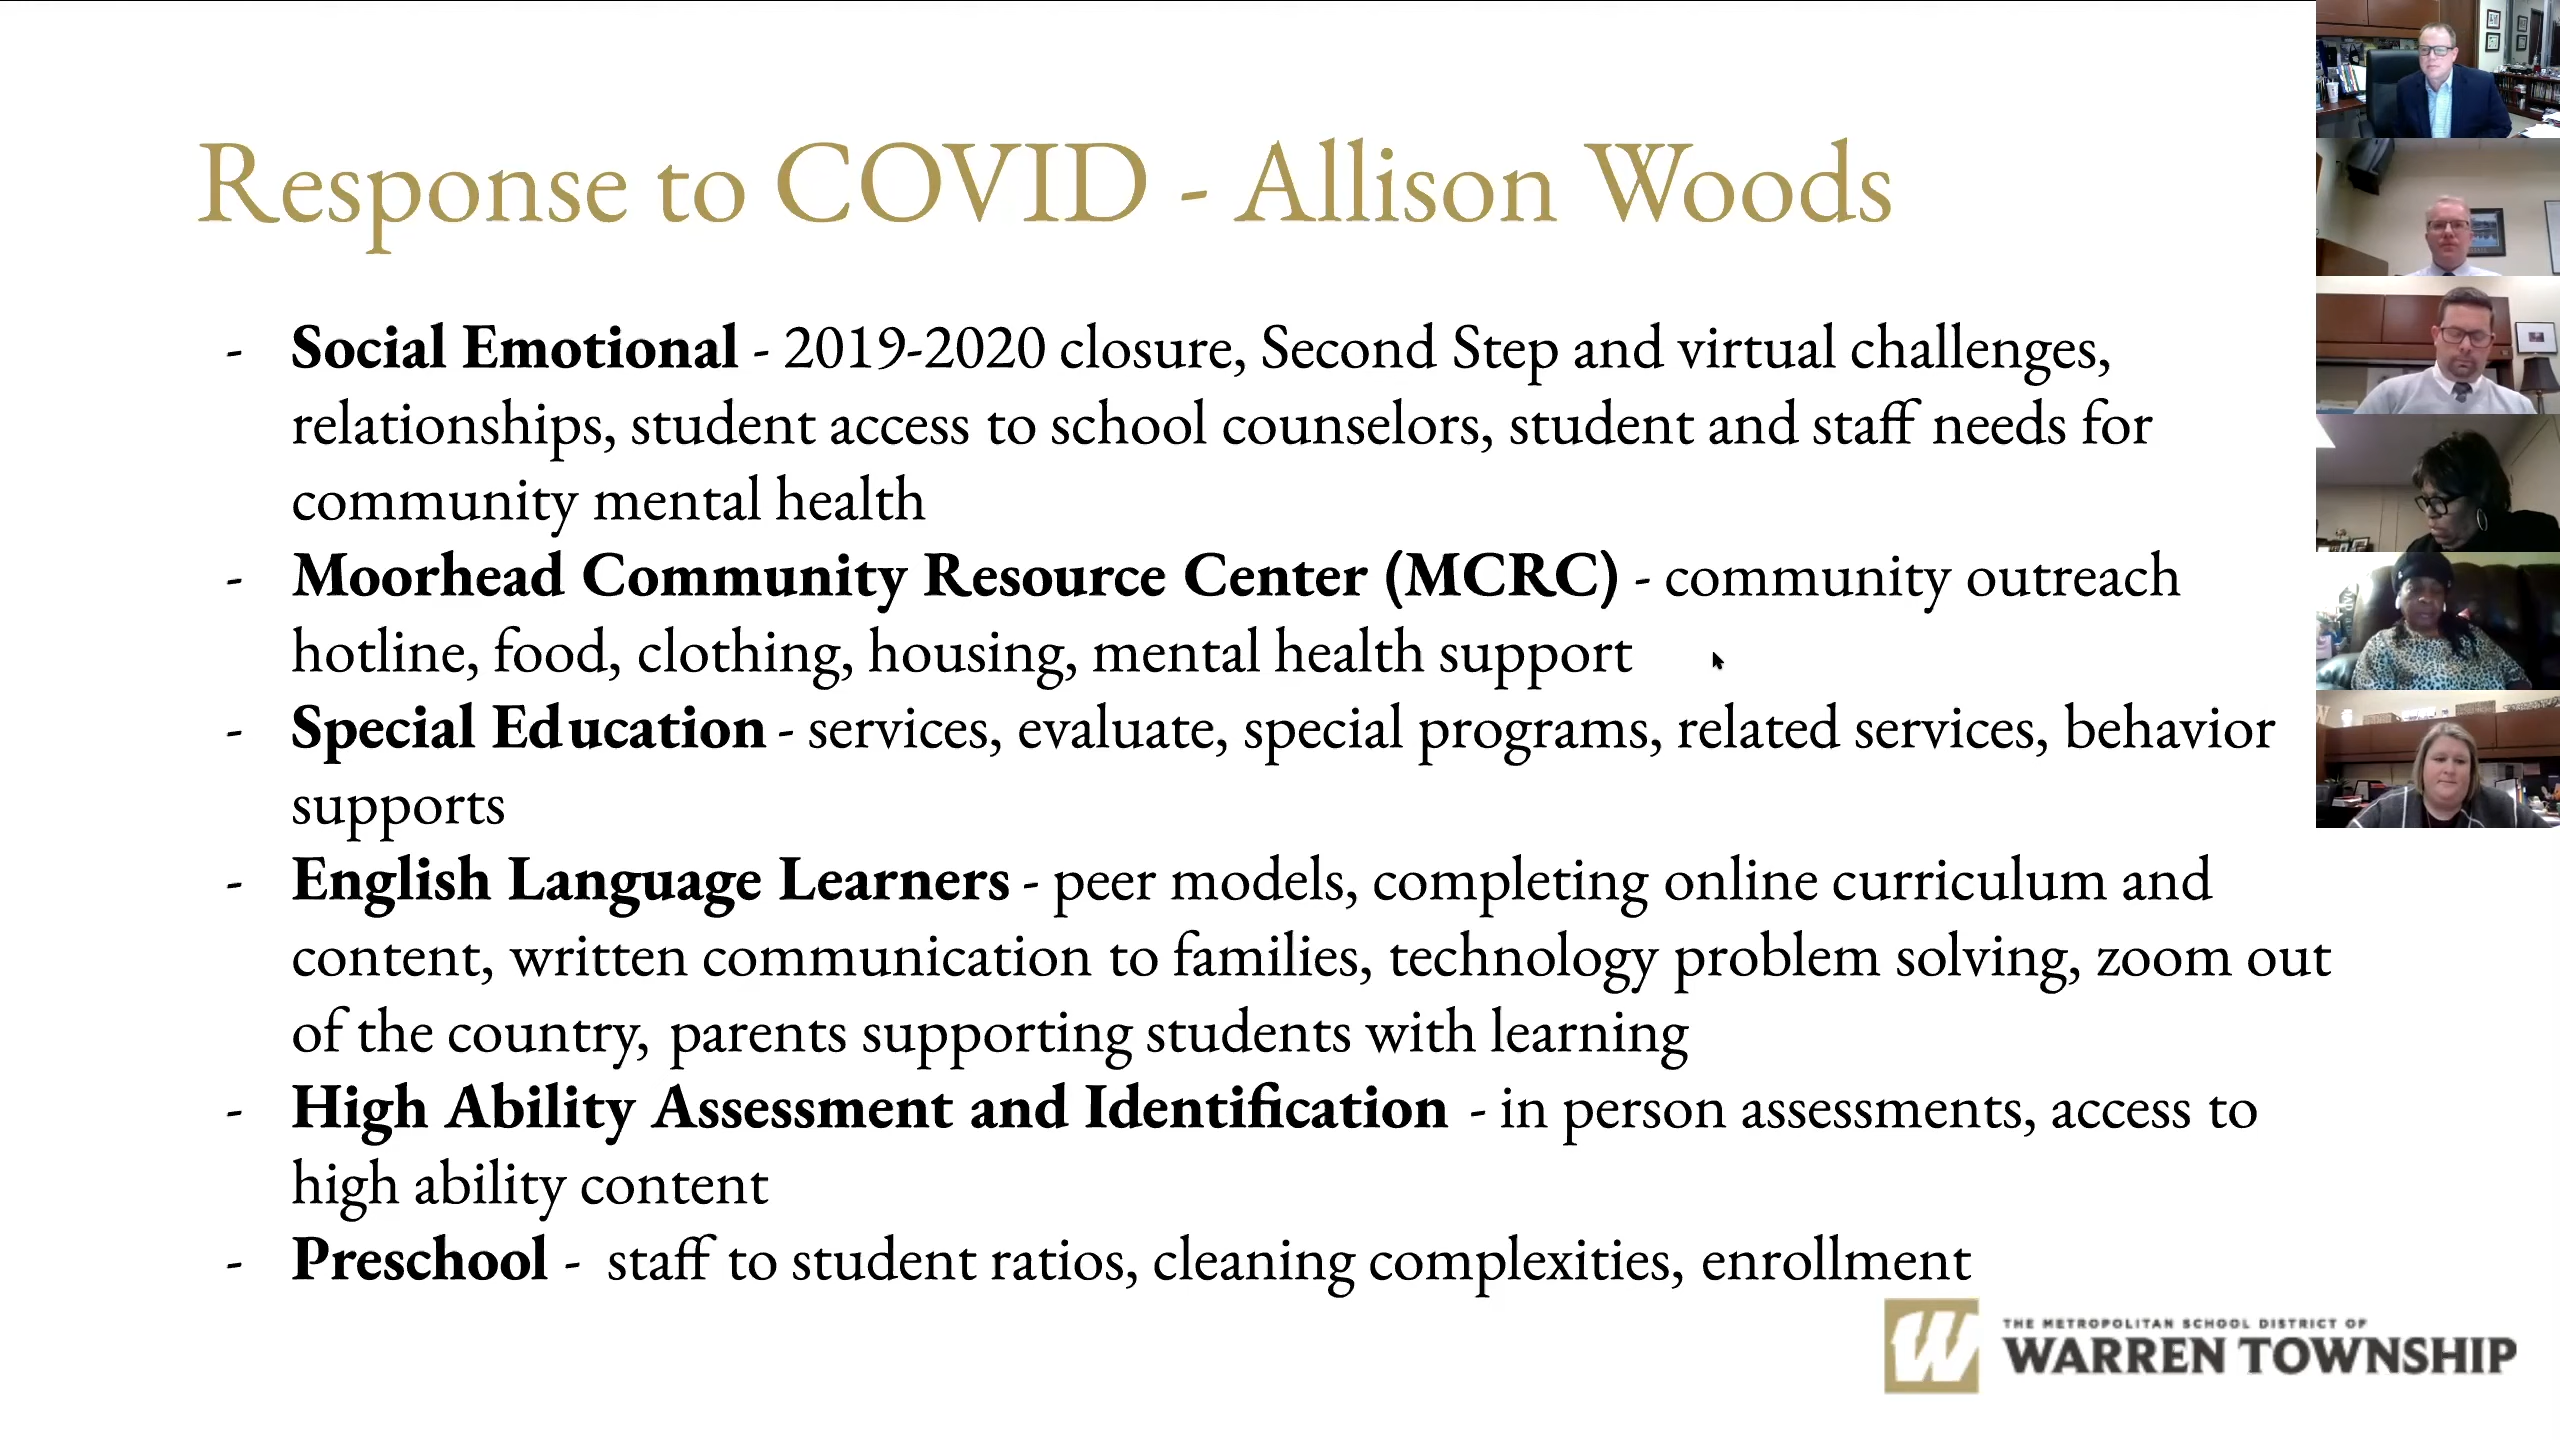 Response to COVID - Allison Woods
- Social Emotional - 2019-2020 closure, Second Step and virtual challenges,
relationships, student access to school counselors, student and staff needs for
community mental health
- Moorhead Community Resource Center (MCRC) - community outreach
hotline, food, clothing, housing, mental health support
- Special Education - services, evaluate, special programs, related services, behavior
supports
- English Language Learners - peer models, completing online curriculum and
content, written communication to families, technology problem solving, zoom out
of the country, parents supporting students with learning
- High Ability Assessment and Identification - in person assessments, access to
high ability content
- Preschool - staff to student ratios, cleaning complexities, enrollment
W
THE METROPOLITAN SCHOOL DISTRICT OF
WARREN TOWNSHIP